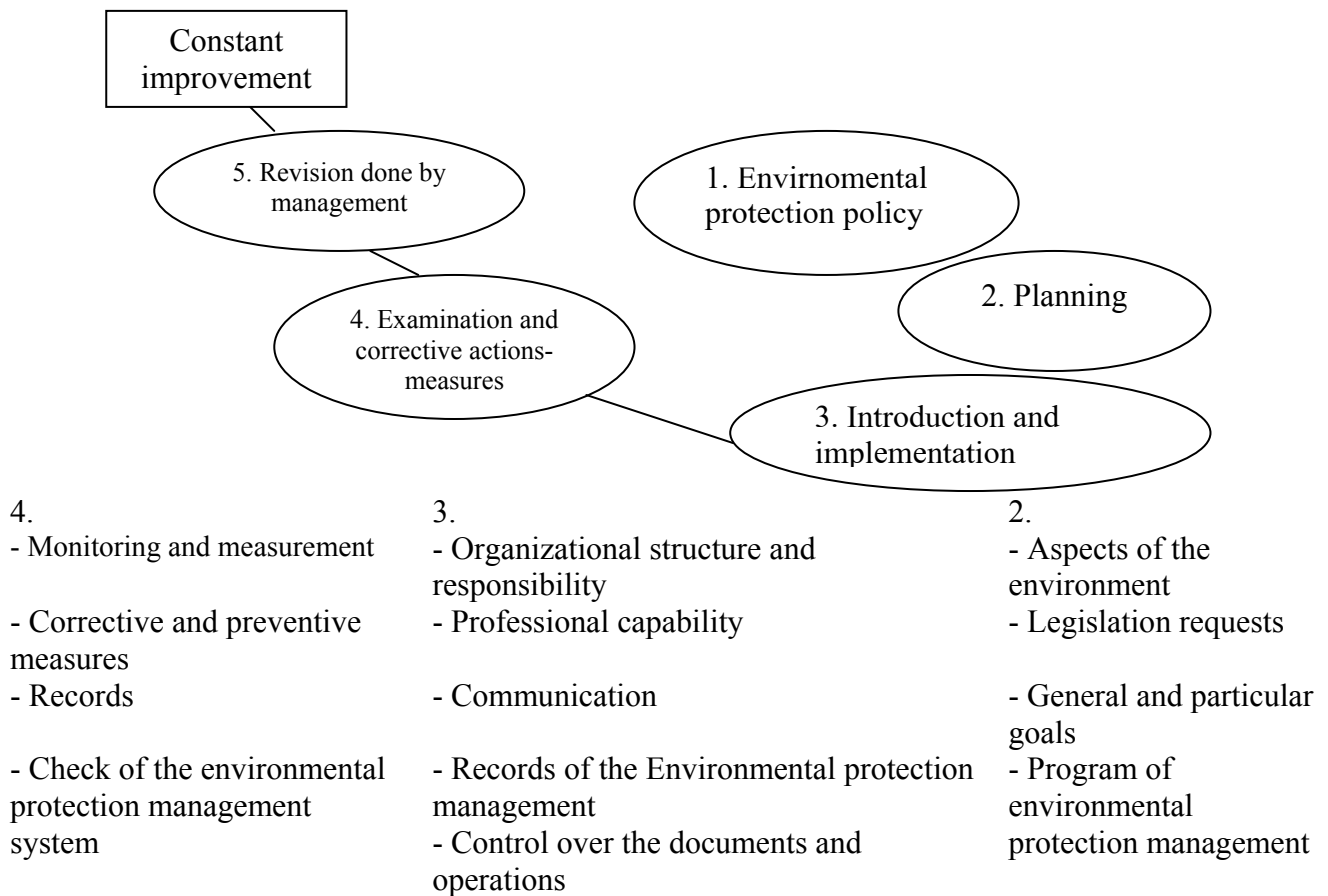 Constant
improvement
5. Revision done by
management
1. Envirnomental
protection policy
2. Planning
4. Examination and
corrective actions-
measures
3. Introduction and
implementation
4.
- Monitoring and measurement
- Corrective and preventive
measures
- Records
- Check of the environmental
protection management
system
3.
- Organizational structure and
responsibility
- Professional capability
- Communication
- Records of the Environmental protection
management
- Control over the documents and
operations
2.
- Aspects of the
environment
- Legislation requests
- General and particular
goals
- Program of
environmental
protection management